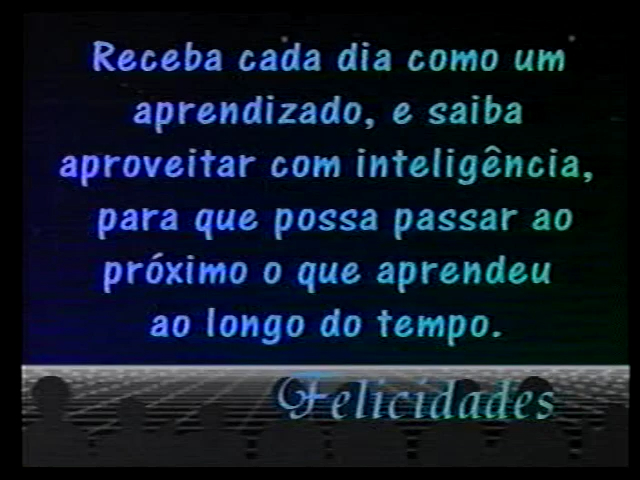 Receba cada dia como um
aprendizado, e saiba
aproveitar com inteligência,
para que possa passar ao
próximo o que aprendeu
ao longo do tempo.
Felicidades